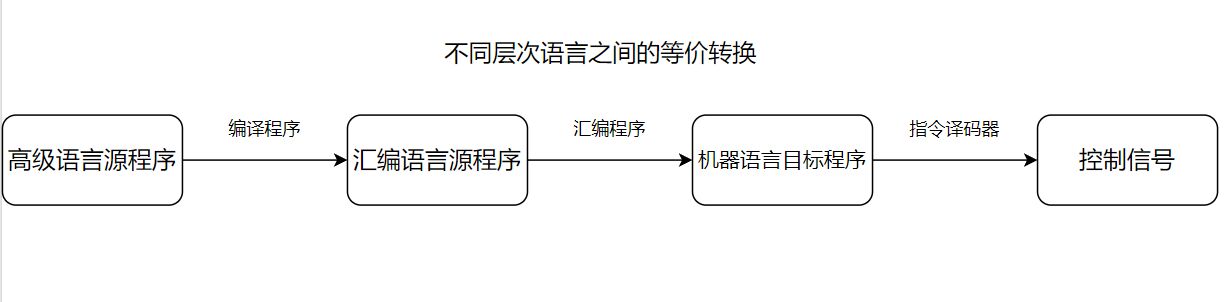 不同层次语言之间的等价转换
编译程序
汇编程序
指令译码器
高级语言源程序
汇编语言源程序
机器语言目标程序
控制信号